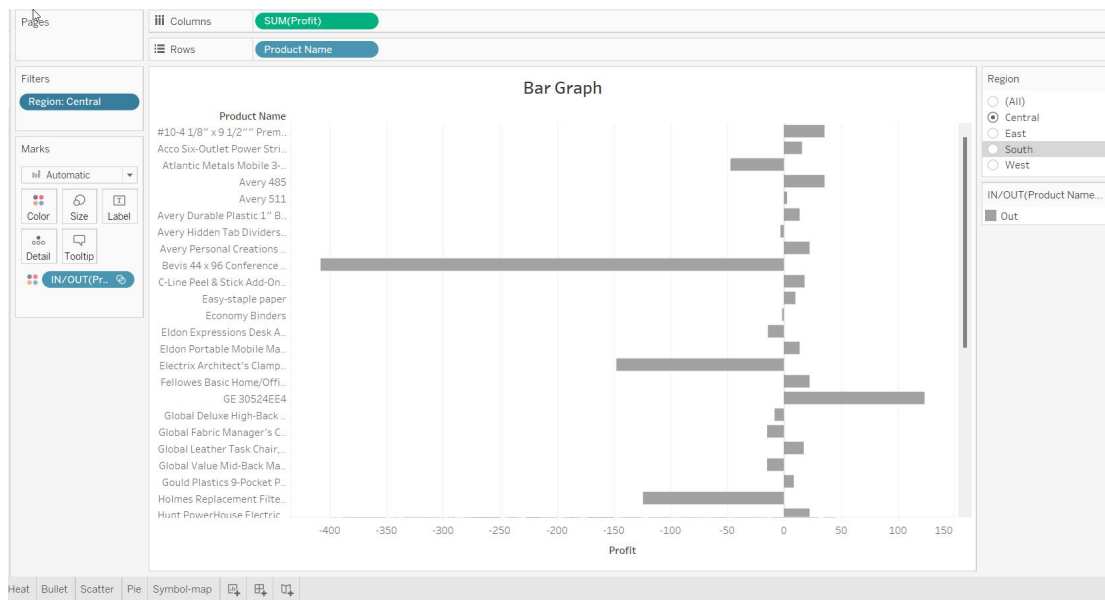 Pages
Columns
SUM(Profit)
Rows
Product Name
Filters
Region: Central
Marks
Automatic
Color
Size
Label
Detail
Tooltip
IN/OUT(Pr..
Bar Graph
Product Name
#10-4 1/8" x 9 1/2"" Prem..
Acco Six-Outlet Power Stri..
Atlantic Metals Mobile 3-..
Avery 485
Avery 511
Avery Durable Plastic 1" B..
Avery Hidden Tab Dividers..
Avery Personal Creations ..
Bevis 44 x 96 Conference ..
C-Line Peel & Stick Add-On..
Easy-staple paper
Economy Binders
Eldon Expressions Desk A..
Eldon Portable Mobile Ma..
Electrix Architect's Clamp..
Fellowes Basic Home/Offi..
GE 30524EE4
Global Deluxe High-Back ..
Global Fabric Manager's C..
Global Leather Task Chair,..
Global Value Mid-Back Ma..
Gould Plastics 9-Pocket P..
Holmes Replacement Filte..
Hunt PowerHouse Electric
-400 -350 -300 -250 -200 -150 -100 -50 0 50 100 150
Profit
Region
(All)
Central
East
South
West
IN/OUT(Product Name...
Out
Heat Bullet Scatter Pie Symbol-map